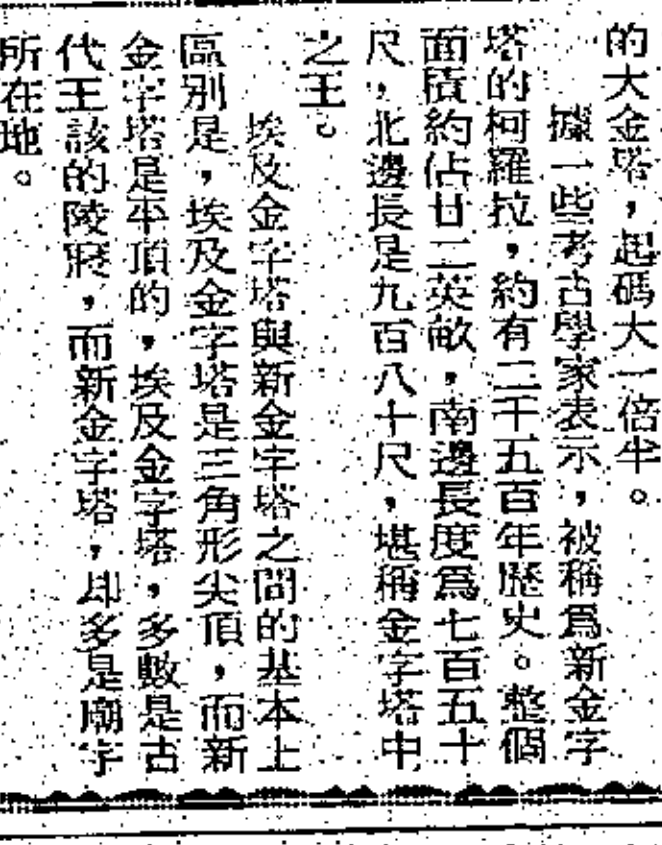 的大金塔，起碼大一倍半。
據一些考古學家表示，被稱爲新金字
塔的柯羅拉，約有二千五百年歷史。整個
面積約佔廿二英畝，南邊長度爲七百五十
尺，北邊長是九百八十尺，堪稱金字塔中
之王。
埃及金字塔與新金字塔之間的基本上
區別是，埃及金字塔是三角形尖頂，而新
金字塔是平頂的，埃及金字塔，多數是古
代王該的陵寢，而新金字塔，却多是廟宇
所在地。